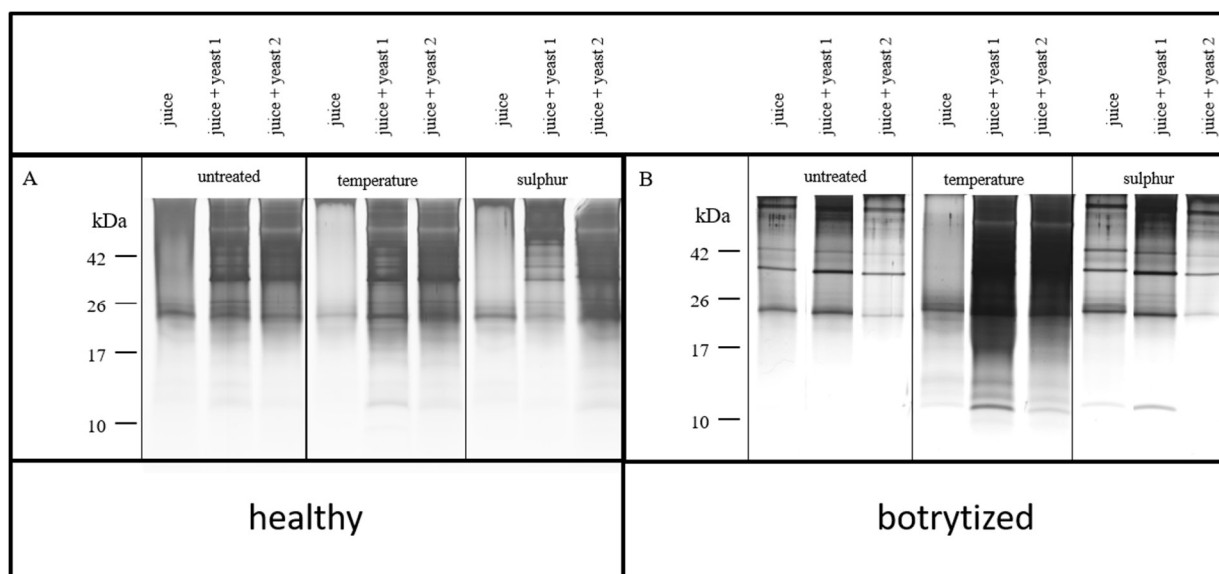 juice
juice + yeast 1
juice + yeast 2
juice
juice + yeast 1
juice + yeast 2
juice
juice + yeast 1
juice + yeast 2
juice
juice + yeast 1
juice + yeast 2
juice
juice + yeast 1
juice + yeast 2
juice
juice + yeast 1
juice + yeast 2
A
untreated
temperature
sulphur
kDa
42
26
17
10
B
untreated
temperature
sulphur
kDa
42
26
17
10
healthy
botrytized